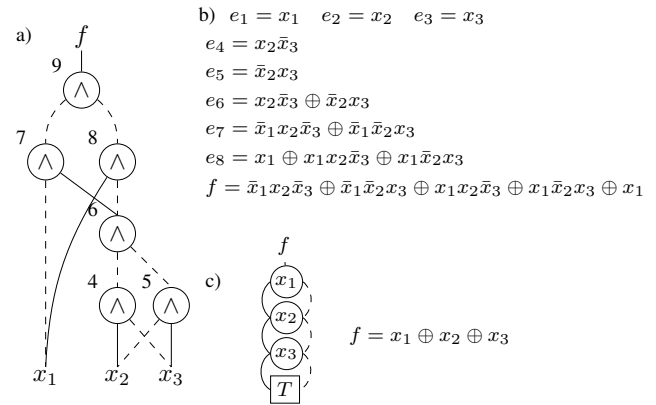 a)
f
9
∧
7
8
∧ ∧
6
∧
4 5
∧ ∧
x₁ x₂ x₃
b) e₁ = x₁ e₂ = x₂ e₃ = x₃
e₄ = x₂x̄₃
e₅ = x̄₂x₃
e₆ = x₂x̄₃ ⊕ x̄₂x₃
e₇ = x̄₁x₂x̄₃ ⊕ x̄₁x̄₂x₃
e₈ = x₁ ⊕ x₁x₂x̄₃ ⊕ x₁x̄₂x₃
f = x̄₁x₂x̄₃ ⊕ x̄₁x̄₂x₃ ⊕ x₁x₂x̄₃ ⊕ x₁x̄₂x₃ ⊕ x₁
c)
f
x₁
x₂
x₃
T
f = x₁ ⊕ x₂ ⊕ x₃